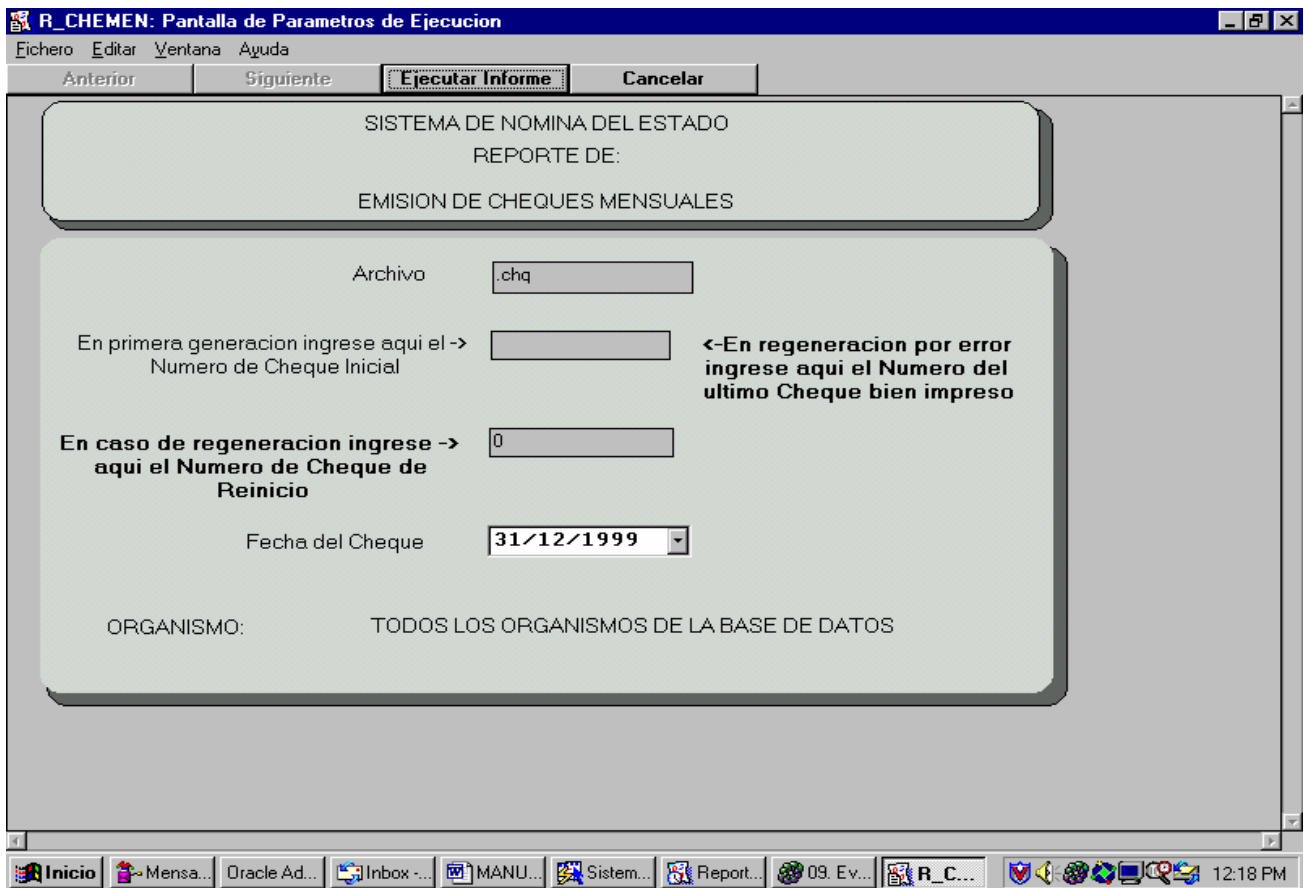 R_CHEMEN: Pantalla de Parametros de Ejecucion
Fichero Editar Ventana Ayuda
Anterior Siguiente Ejecutar Informe Cancelar
SISTEMA DE NOMINA DEL ESTADO
REPORTE DE:
EMISION DE CHEQUES MENSUALES
Archivo .chq
En primera generacion ingrese aqui el ->
Numero de Cheque Inicial
<-En regeneracion por error
ingrese aqui el Numero del
ultimo Cheque bien impreso
En caso de regeneracion ingrese ->
aqui el Numero de Cheque de
Reinicio
0
Fecha del Cheque 31/12/1999
ORGANISMO: TODOS LOS ORGANISMOS DE LA BASE DE DATOS
Inicio Mensa... Oracle Ad... Inbox -... MANU... Sistem... Report... 09. Ev... R_C... 12:18 PM